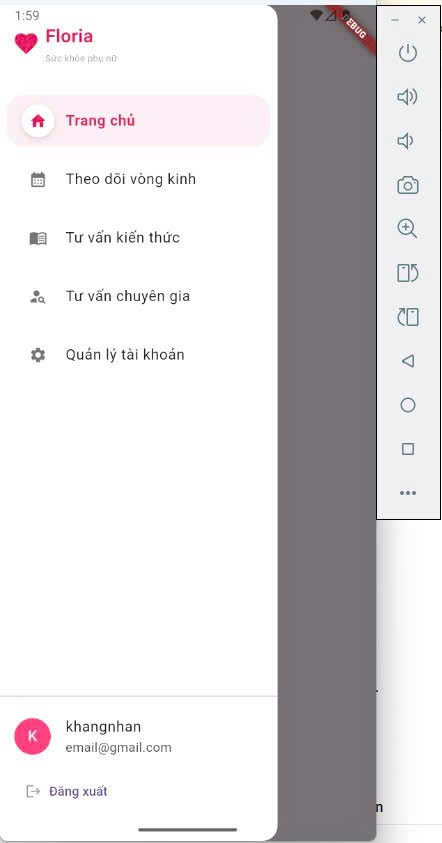 1:59
DEBUG
Floria
Sức khỏe phụ nữ
Trang chủ
Theo dõi vòng kinh
Tư vấn kiến thức
Tư vấn chuyên gia
Quản lý tài khoản
K
khangnhan
email@gmail.com
Đăng xuất
n